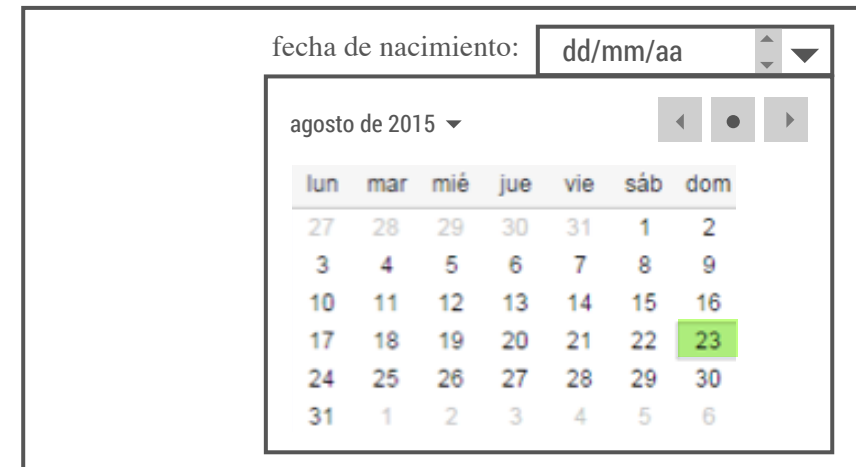 fecha de nacimiento: dd/mm/aa
agosto de 2015
lun mar mié jue vie sáb dom
27 28 29 30 31 1 2
3 4 5 6 7 8 9
10 11 12 13 14 15 16
17 18 19 20 21 22 23
24 25 26 27 28 29 30
31 1 2 3 4 5 6